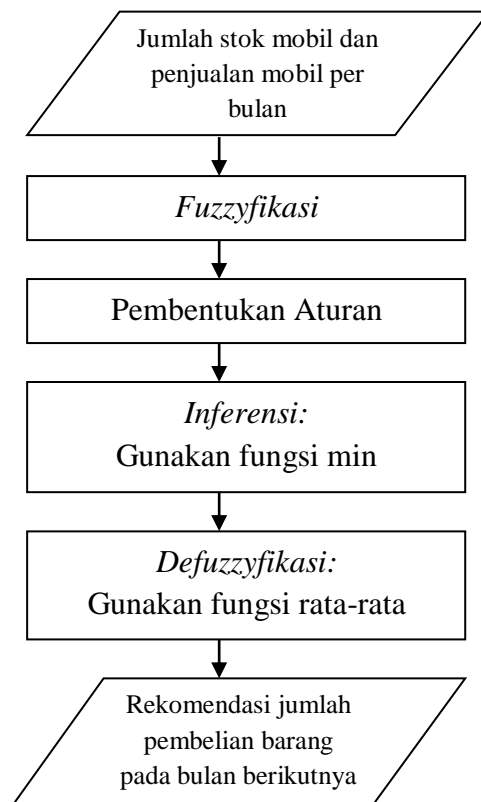 Jumlah stok mobil dan
penjualan mobil per
bulan
Fuzzyfikasi
Pembentukan Aturan
Inferensi:
Gunakan fungsi min
Defuzzyfikasi:
Gunakan fungsi rata-rata
Rekomendasi jumlah
pembelian barang
pada bulan berikutnya